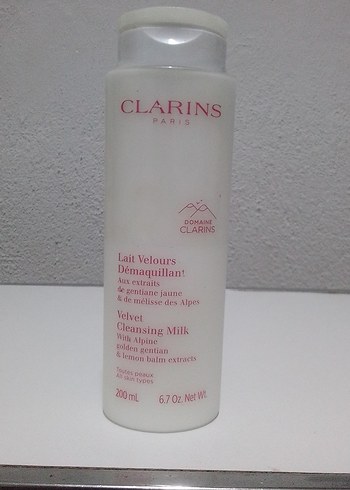 CLARINS
PARIS
DOMAINE
CLARINS
Lait Velours
Démaquillant
Aux extraits
de gentiane jaune
& de mélisse des Alpes
Velvet
Cleansing Milk
With Alpine
golden gentian
& lemon balm extracts
Toutes peaux
All skin types
200 mL 6.7 Oz. Net Wt.